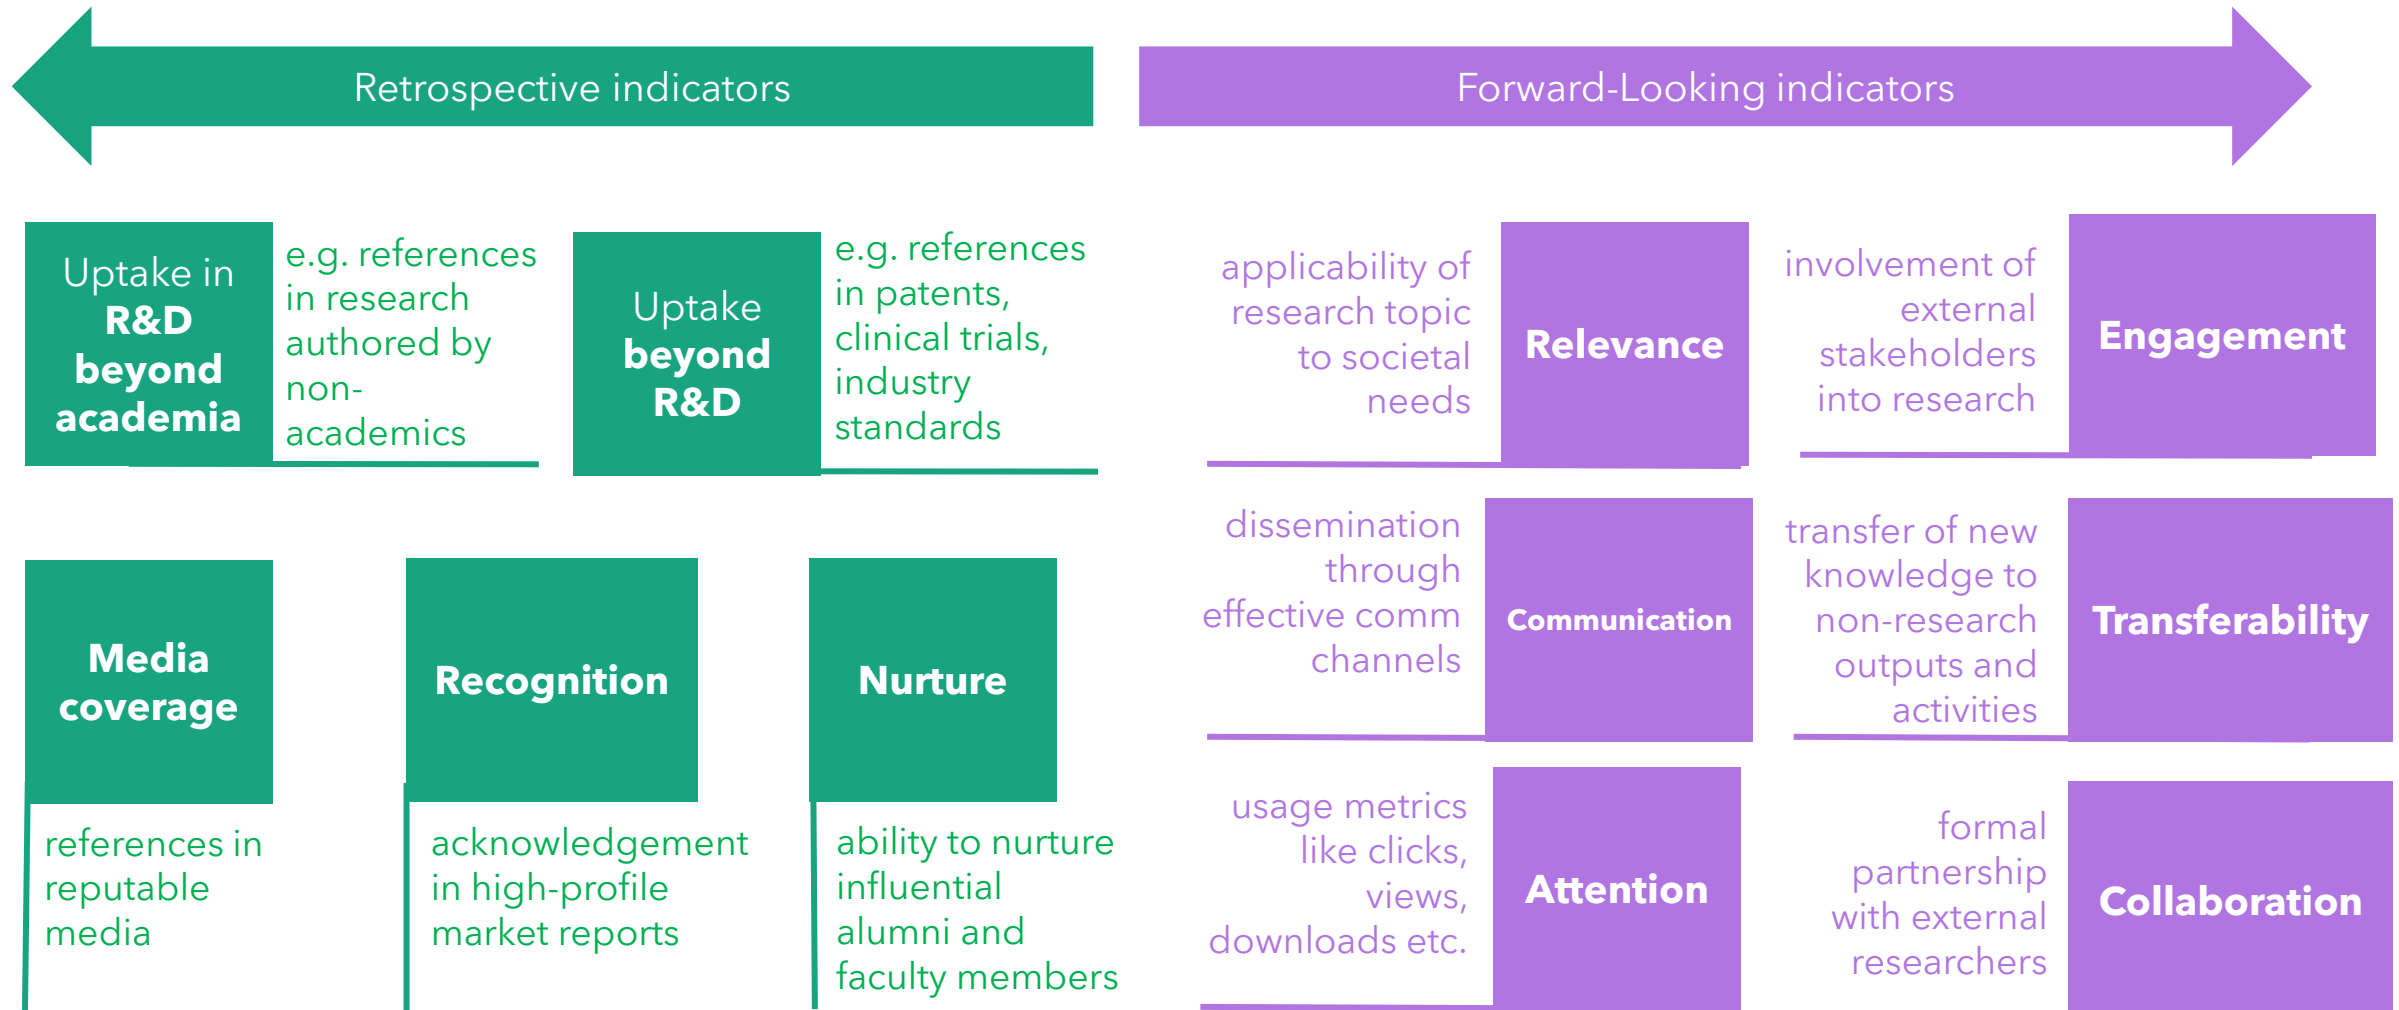 Retrospective indicators
Forward-Looking indicators
Uptake in
R&D
beyond
academia
e.g. references
in research
authored by
non-
academics
Uptake
beyond
R&D
e.g. references
in patents,
clinical trials,
industry
standards
applicability of
research topic
to societal
needs
Relevance
involvement of
external
stakeholders
into research
Engagement
dissemination
through
effective comm
channels
Communication
transfer of new
knowledge to
non-research
outputs and
activities
Transferability
Media
coverage
references in
reputable
media
Recognition
acknowledgement
in high-profile
market reports
Nurture
ability to nurture
influential
alumni and
faculty members
usage metrics
like clicks,
views,
downloads etc.
Attention
formal
partnership
with external
researchers
Collaboration